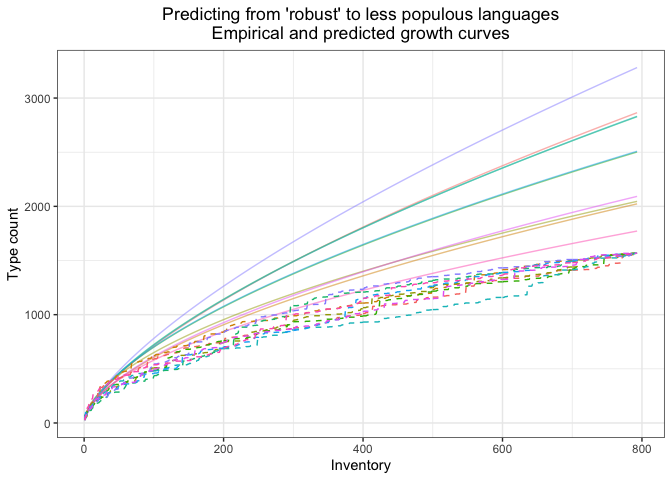 Predicting from 'robust' to less populous languages
Empirical and predicted growth curves
Type count
3000
2000
1000
0
0 200 400 600 800
Inventory